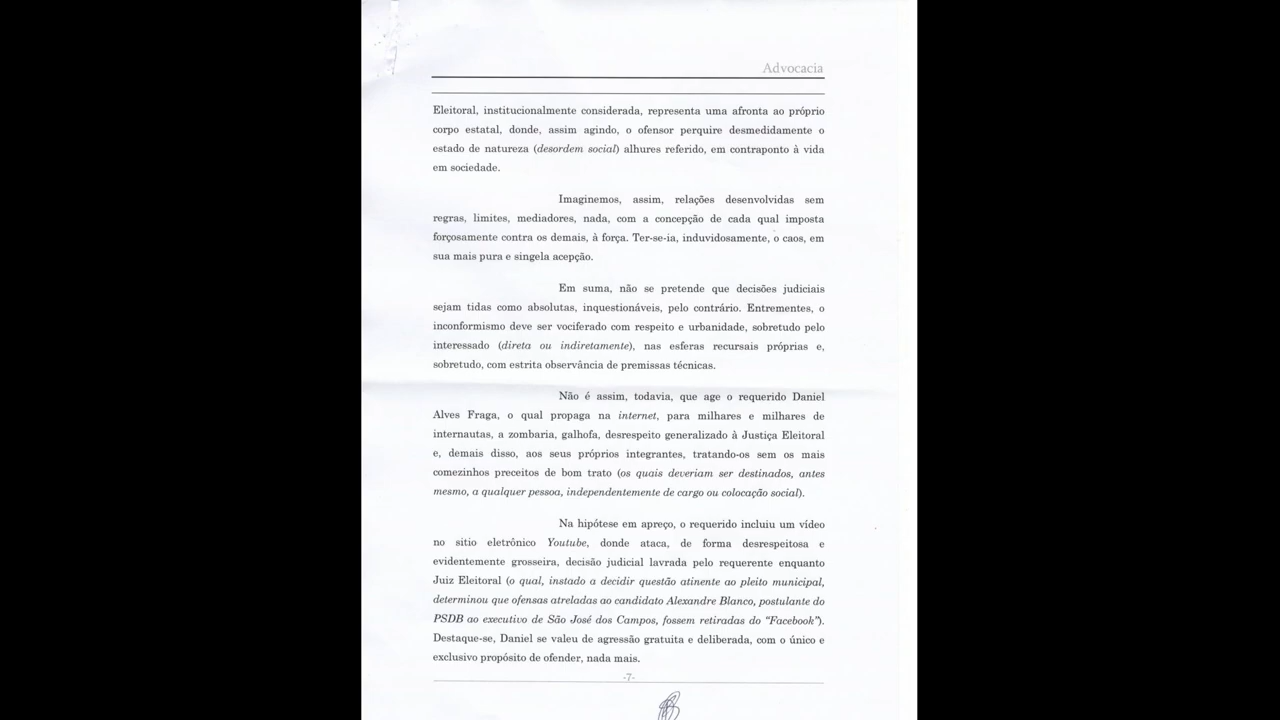 Advocacia
Eleitoral, institucionalmente considerada, representa uma afronta ao próprio
corpo estatal, donde, assim agindo, o ofensor perquire desmedidamente o
estado de natureza (desordem social) alhures referido, em contraponto à vida
em sociedade.
Imaginemos, assim, relações desenvolvidas sem
regras, limites, mediadores, nada, com a concepção de cada qual imposta
forçosamente contra os demais, à força. Ter-se-ia, induvidosamente, o caos, em
sua mais pura e singela acepção.
Em suma, não se pretende que decisões judiciais
sejam tidas como absolutas, inquestionáveis, pelo contrário. Entrementes, o
inconformismo deve ser vociferado com respeito e urbanidade, sobretudo pelo
interessado (direta ou indiretamente), nas esferas recursais próprias e,
sobretudo, com estrita observância de premissas técnicas.
Não é assim, todavia, que age o requerido Daniel
Alves Fraga, o qual propaga na internet, para milhares e milhares de
internautas, a zombaria, galhofa, desrespeito generalizado à Justiça Eleitoral
e, demais disso, aos seus próprios integrantes, tratando-os sem os mais
comezinhos preceitos de bom trato (os quais deveriam ser destinados, antes
mesmo, a qualquer pessoa, independentemente de cargo ou colocação social).
Na hipótese em apreço, o requerido incluiu um vídeo
no sitio eletrônico Youtube, donde ataca, de forma desrespeitosa e
evidentemente grosseira, decisão judicial lavrada pelo requerente enquanto
Juiz Eleitoral (o qual, instado a decidir questão atinente ao pleito municipal,
determinou que ofensas atreladas ao candidato Alexandre Blanco, postulante do
PSDB ao executivo de São José dos Campos, fossem retiradas do “Facebook”).
Destaque-se, Daniel se valeu de agressão gratuita e deliberada, com o único e
exclusivo propósito de ofender, nada mais.
-7-